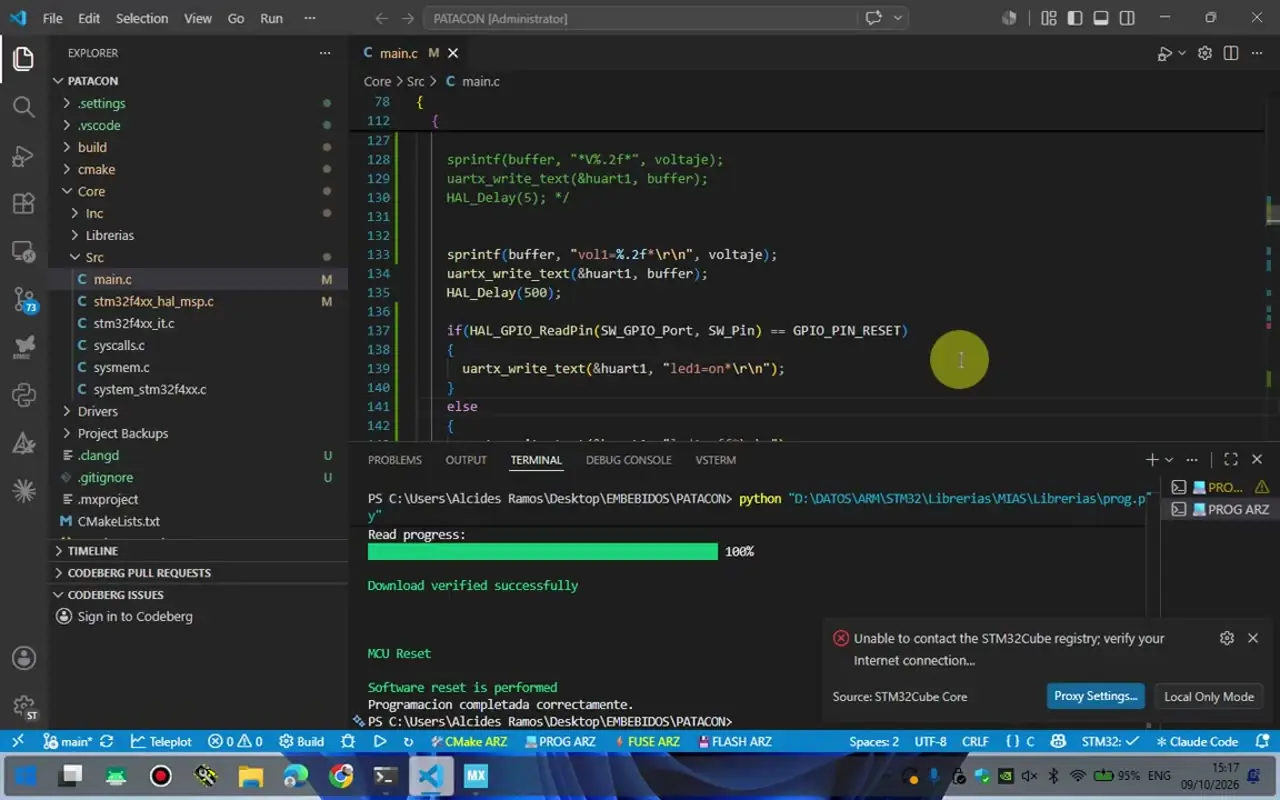 File Edit Selection View Go Run ···
PATACON [Administrator]
EXPLORER
PATACON
.settings
.vscode
build
cmake
Core
Inc
Librerias
Src
main.c M
stm32f4xx_hal_msp.c M
stm32f4xx_it.c
syscalls.c
sysmem.c
system_stm32f4xx.c
Drivers
Project Backups
.clangd U
.gitignore U
.mxproject
CMakeLists.txt
TIMELINE
CODEBERG PULL REQUESTS
CODEBERG ISSUES
Sign in to Codeberg
73
ST
C main.c M
Core > Src > C main.c
78 {
112 {
127
128 sprintf(buffer, "*V%.2f*", voltaje);
129 uartx_write_text(&huart1, buffer);
130 HAL_Delay(5); */
131
132
133 sprintf(buffer, "vol1=%.2f*\r\n", voltaje);
134 uartx_write_text(&huart1, buffer);
135 HAL_Delay(500);
136
137 if(HAL_GPIO_ReadPin(SW_GPIO_Port, SW_Pin) == GPIO_PIN_RESET)
138 {
139 uartx_write_text(&huart1, "led1=on*\r\n");
140 }
141 else
142 {
PROBLEMS OUTPUT TERMINAL DEBUG CONSOLE VSTERM
PS C:\Users\Alcides Ramos\Desktop\EMBEBIDOS\PATACON> python "D:\DATOS\ARM\STM32\Librerias\MIAS\Librerias\prog.p
y"
Read progress:
100%
Download verified successfully
MCU Reset
Software reset is performed
Programacion completada correctamente.
PS C:\Users\Alcides Ramos\Desktop\EMBEBIDOS\PATACON>
PRO...
PROG ARZ
Unable to contact the STM32Cube registry; verify your
Internet connection...
Source: STM32Cube Core
Proxy Settings...
Local Only Mode
main* Teleplot 0 0 Build CMake ARZ PROG ARZ FUSE ARZ FLASH ARZ Spaces: 2 UTF-8 CRLF {} C STM32: Claude Code
MX
95% ENG
15:17
09/10/2026